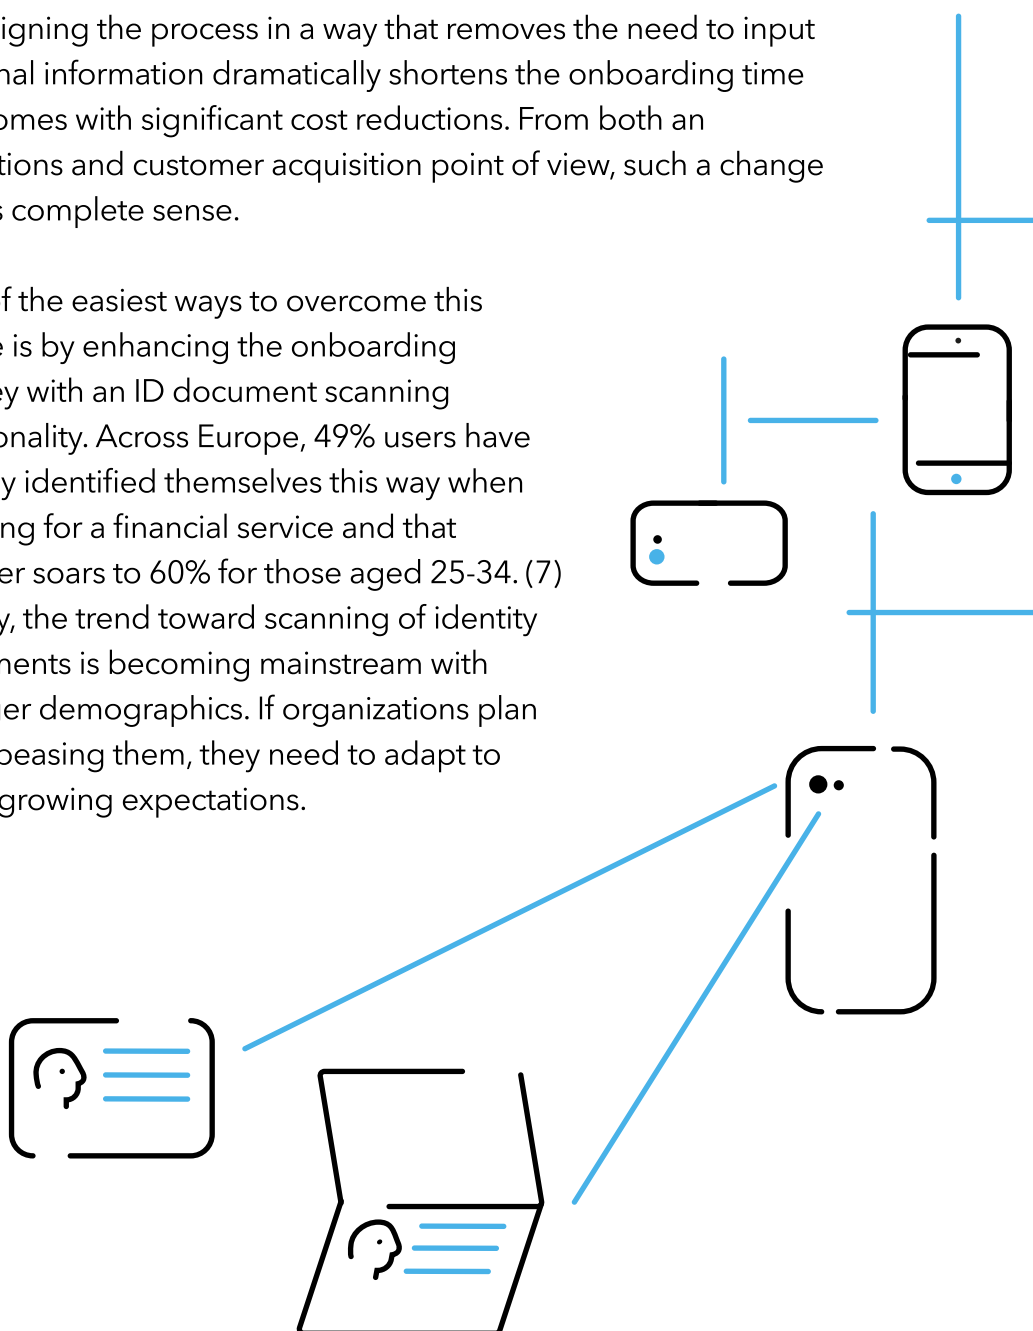 igning the process in a way that removes the need to input
nal information dramatically shortens the onboarding time
omes with significant cost reductions. From both an
tions and customer acquisition point of view, such a change
s complete sense.
of the easiest ways to overcome this
e is by enhancing the onboarding
ey with an ID document scanning
onality. Across Europe, 49% users have
y identified themselves this way when
ng for a financial service and that
er soars to 60% for those aged 25-34. (7)
y, the trend toward scanning of identity
ments is becoming mainstream with
ger demographics. If organizations plan
peasing them, they need to adapt to
growing expectations.